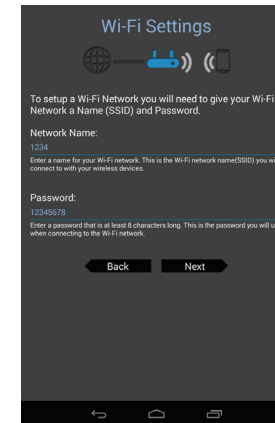 Wi-Fi Settings
To setup a Wi-Fi Network you will need to give your Wi-Fi
Network a Name (SSID) and Password.
Network Name:
1234
Enter a name for your Wi-Fi network. This is the Wi-Fi network name(SSID) you wi
connect to with your wireless devices.
Password:
12345678
Enter a password that is at least 8 characters long. This is the password you will u
when connecting to the Wi-Fi network.
Back Next